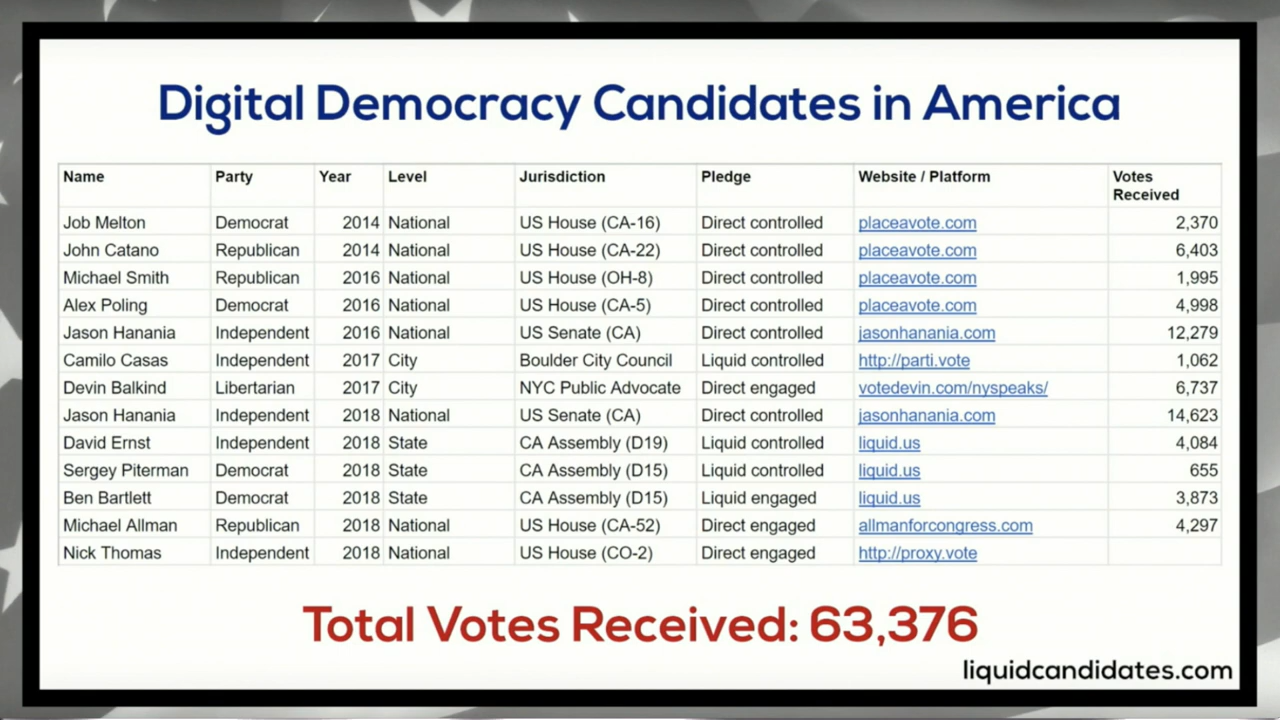 Digital Democracy Candidates in America
Name Party Year Level Jurisdiction Pledge Website / Platform Votes Received
Job Melton Democrat 2014 National US House (CA-16) Direct controlled placeavote.com 2,370
John Catano Republican 2014 National US House (CA-22) Direct controlled placeavote.com 6,403
Michael Smith Republican 2016 National US House (OH-8) Direct controlled placeavote.com 1,995
Alex Poling Democrat 2016 National US House (CA-5) Direct controlled placeavote.com 4,998
Jason Hanania Independent 2016 National US Senate (CA) Direct controlled jasonhanania.com 12,279
Camilo Casas Independent 2017 City Boulder City Council Liquid controlled http://parti.vote 1,062
Devin Balkind Libertarian 2017 City NYC Public Advocate Direct engaged votedevin.com/nyspeaks/ 6,737
Jason Hanania Independent 2018 National US Senate (CA) Direct controlled jasonhanania.com 14,623
David Ernst Independent 2018 State CA Assembly (D19) Liquid controlled liquid.us 4,084
Sergey Piterman Democrat 2018 State CA Assembly (D15) Liquid controlled liquid.us 655
Ben Bartlett Democrat 2018 State CA Assembly (D15) Liquid engaged liquid.us 3,873
Michael Allman Republican 2018 National US House (CA-52) Direct engaged allmanforcongress.com 4,297
Nick Thomas Independent 2018 National US House (CO-2) Direct engaged http://proxy.vote
Total Votes Received: 63,376
liquidcandidates.com